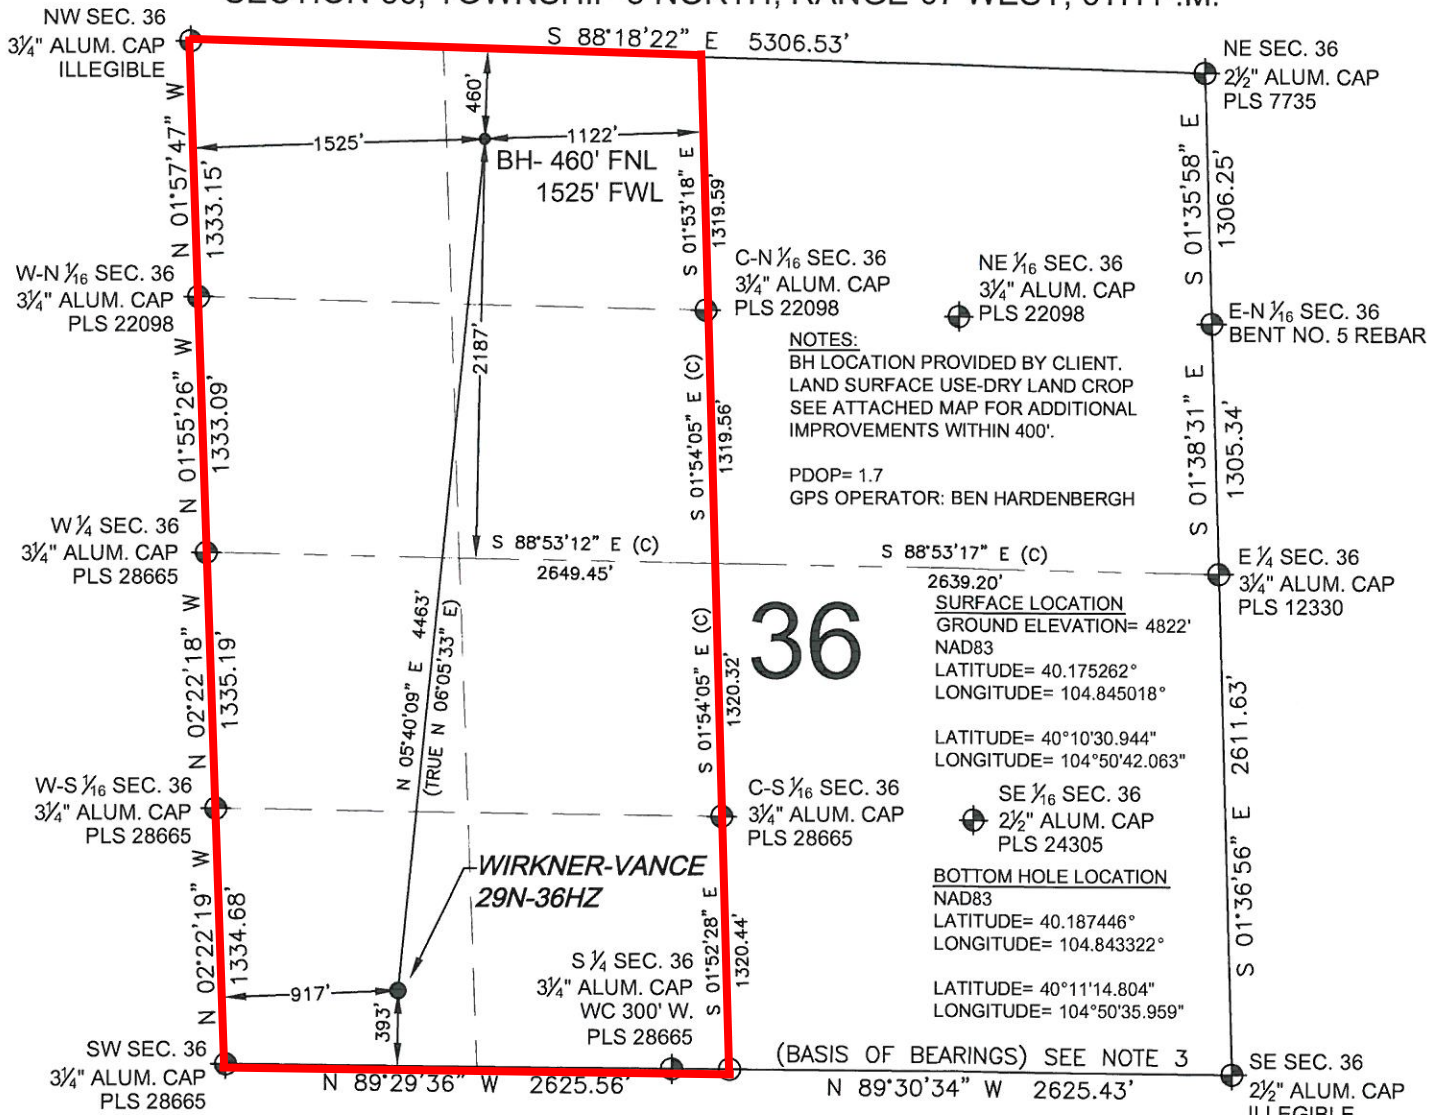 NW SEC. 36
3¼" ALUM. CAP
ILLEGIBLE
S 88°18'22" E 5306.53'
NE SEC. 36
2½" ALUM. CAP
PLS 7735
N 01°57'47" W
1333.15'
460'
1525'
1122'
BH- 460' FNL
1525' FWL
S 01°53'18" E
1319.59'
S 01°35'58" E
1306.25'
W-N 1⁄16 SEC. 36
3¼" ALUM. CAP
PLS 22098
C-N 1⁄16 SEC. 36
3¼" ALUM. CAP
PLS 22098
NE 1⁄16 SEC. 36
3¼" ALUM. CAP
PLS 22098
E-N 1⁄16 SEC. 36
BENT NO. 5 REBAR
NOTES:
BH LOCATION PROVIDED BY CLIENT.
LAND SURFACE USE-DRY LAND CROP
SEE ATTACHED MAP FOR ADDITIONAL
IMPROVEMENTS WITHIN 400'.
PDOP= 1.7
GPS OPERATOR: BEN HARDENBERGH
N 01°55'26" W
1333.09'
2187'
S 01°54'05" E (C)
1319.56'
S 01°38'31" E
1305.34'
W ¼ SEC. 36
3¼" ALUM. CAP
PLS 28665
S 88°53'12" E (C)
2649.45'
S 88°53'17" E (C)
2639.20'
E ¼ SEC. 36
3¼" ALUM. CAP
PLS 12330
36
SURFACE LOCATION
GROUND ELEVATION= 4822'
NAD83
LATITUDE= 40.175262°
LONGITUDE= 104.845018°
LATITUDE= 40°10'30.944"
LONGITUDE= 104°50'42.063"
N 02°22'18" W
1335.19'
N 05°40'09" E 4463'
(TRUE N 06°05'33" E)
S 01°54'05" E (C)
1320.32'
S 01°36'56" E 2611.63'
W-S 1⁄16 SEC. 36
3¼" ALUM. CAP
PLS 28665
C-S 1⁄16 SEC. 36
3¼" ALUM. CAP
PLS 28665
SE 1⁄16 SEC. 36
2½" ALUM. CAP
PLS 24305
WIRKNER-VANCE
29N-36HZ
BOTTOM HOLE LOCATION
NAD83
LATITUDE= 40.187446°
LONGITUDE= 104.843322°
LATITUDE= 40°11'14.804"
LONGITUDE= 104°50'35.959"
N 02°22'19" W
1334.68'
917'
393'
S ¼ SEC. 36
3¼" ALUM. CAP
WC 300' W.
PLS 28665
S 01°52'28" E
1320.44'
SW SEC. 36
3¼" ALUM. CAP
PLS 28665
N 89°29'36" W 2625.56'
(BASIS OF BEARINGS) SEE NOTE 3
N 89°30'34" W 2625.43'
SE SEC. 36
2½" ALUM. CAP
ILLEGIBLE